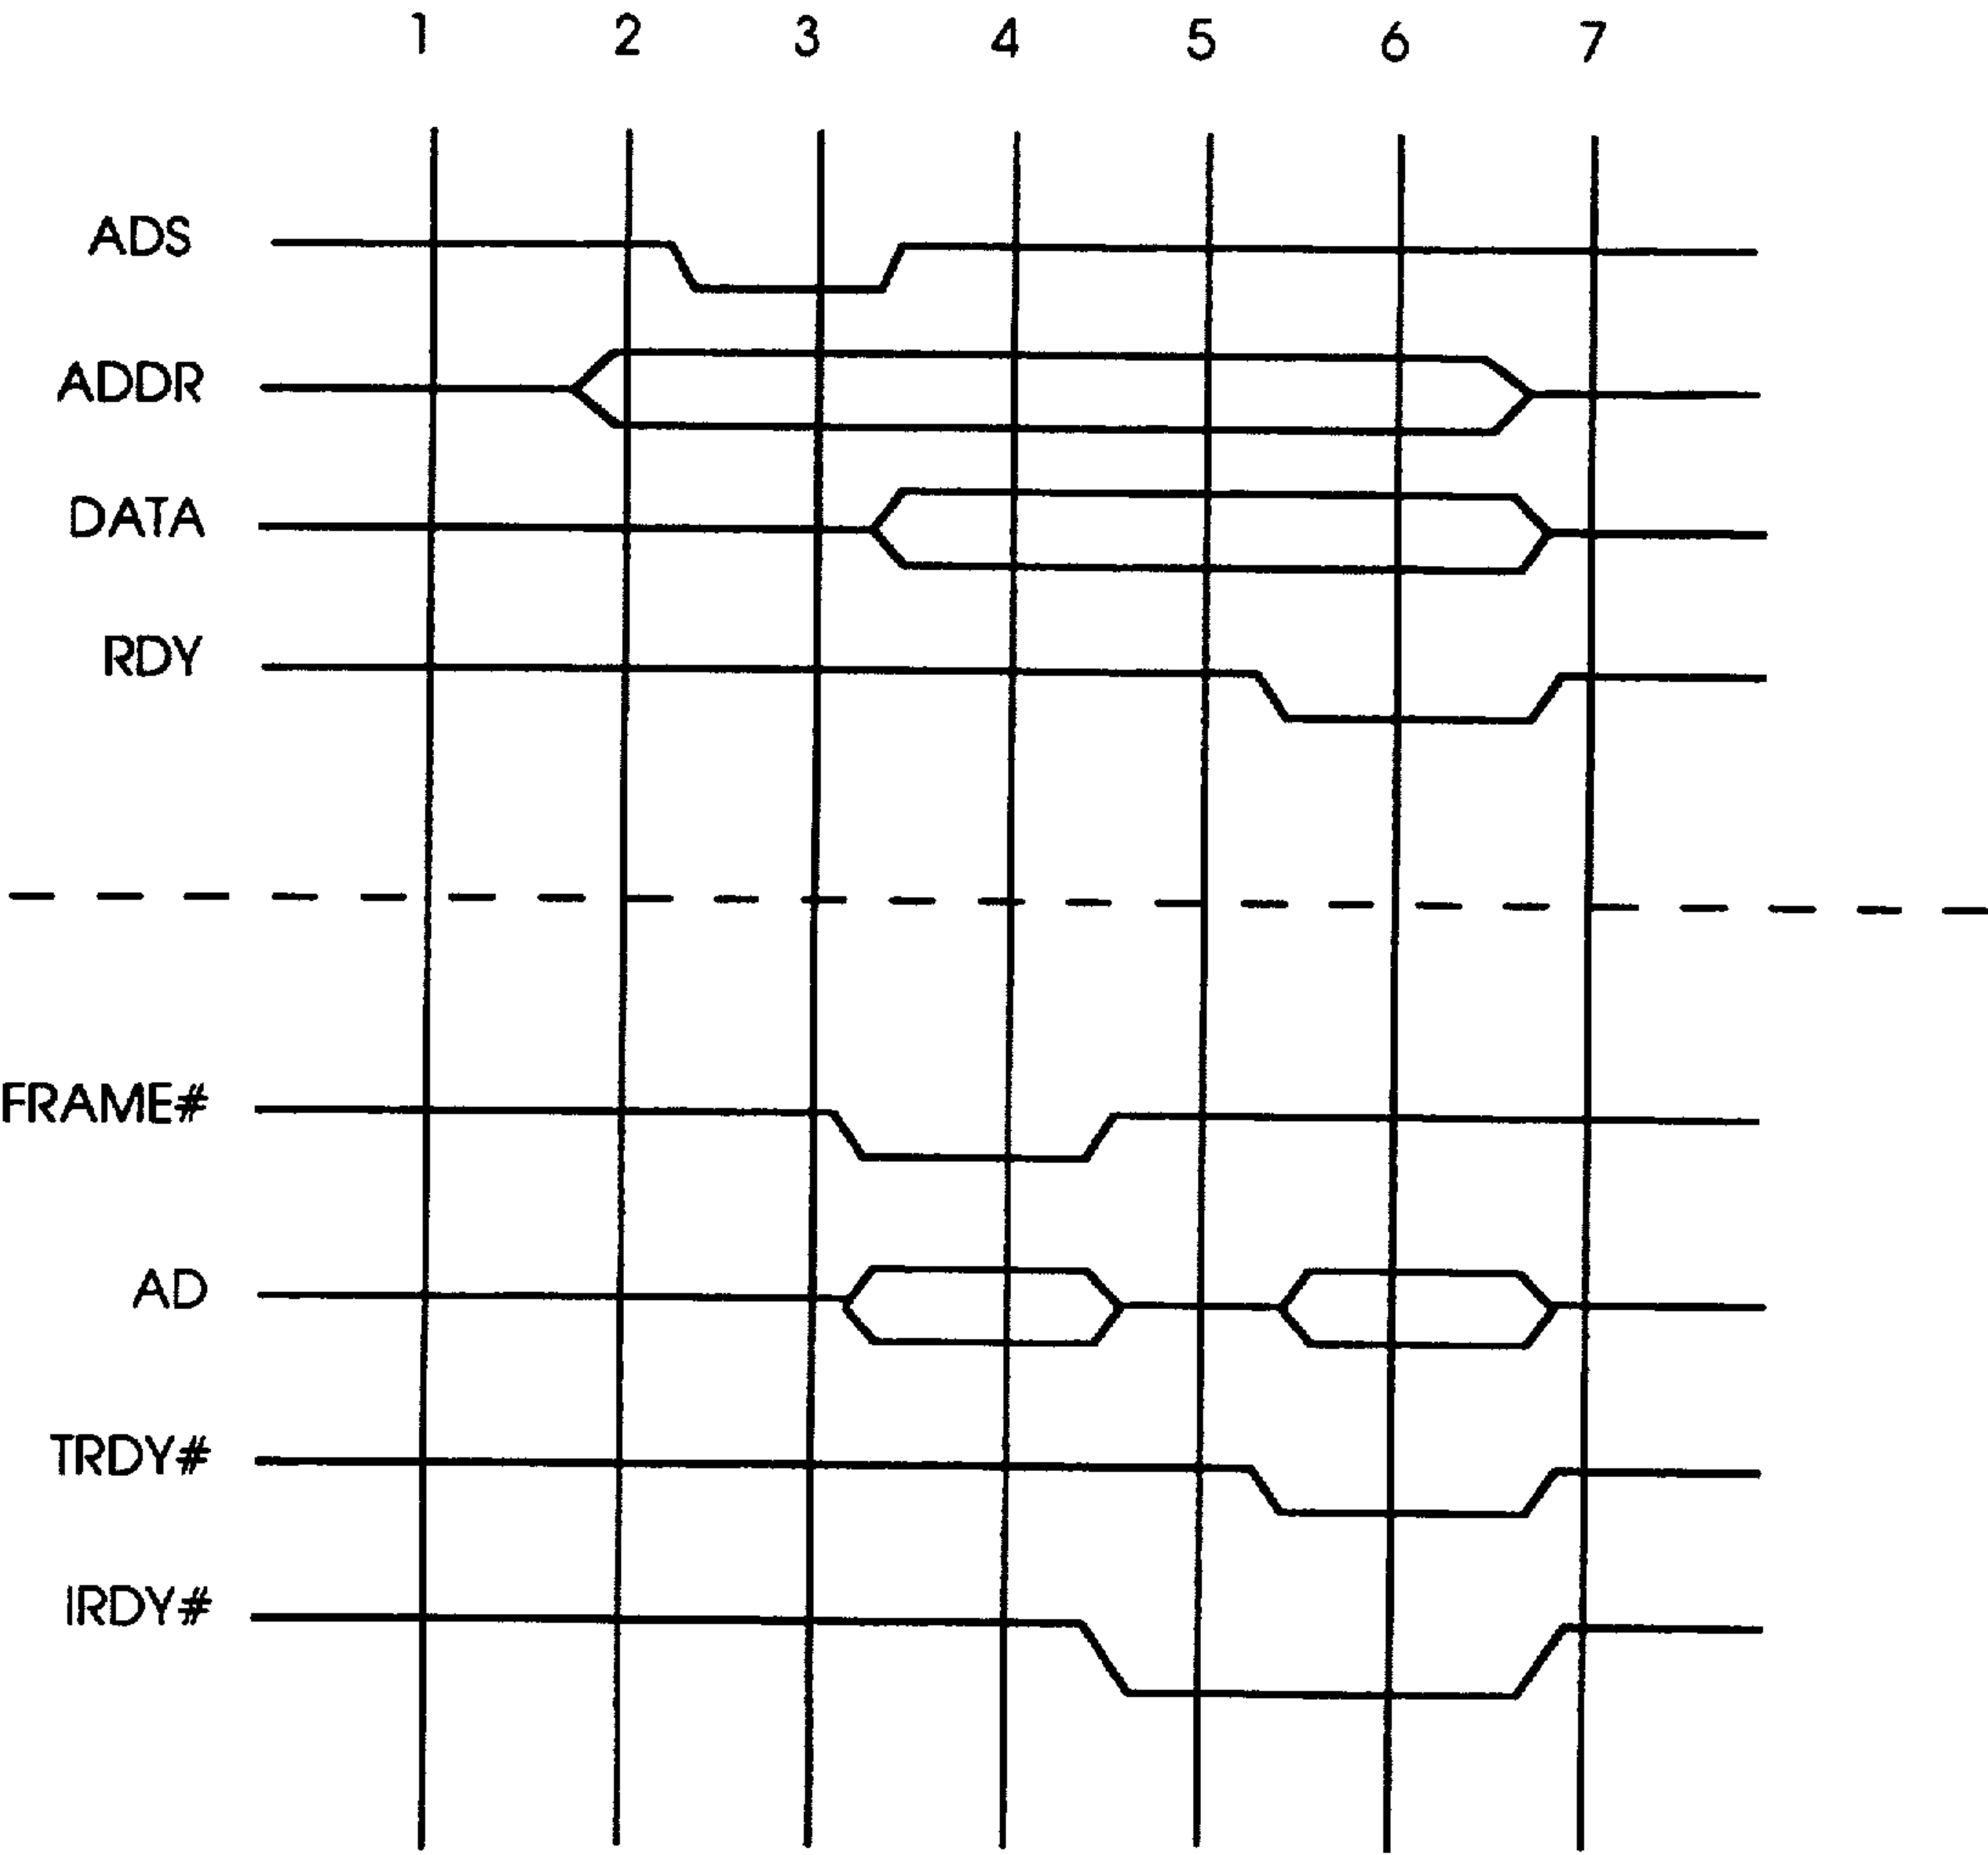 1 2 3 4 5 6 7
ADS
ADDR
DATA
RDY
FRAME#
AD
TRDY#
IRDY#